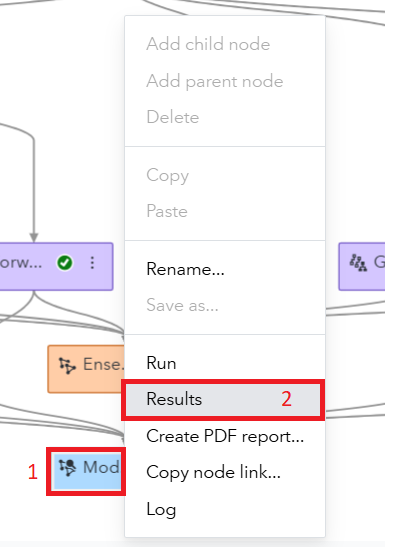 Add child node
Add parent node
Delete
Copy
Paste
orw...
G
Rename...
Save as...
Run
Ense.
Results 2
Create PDF report...
1 Mod
Copy node link...
Log